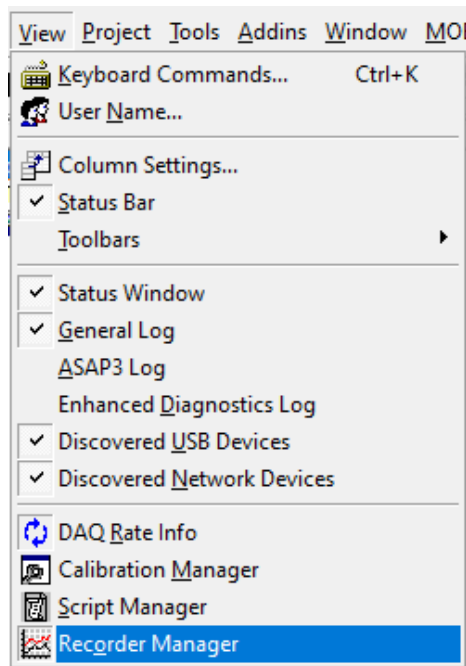 View Project Tools Addins Window
Keyboard Commands... Ctrl+K
User Name...
Column Settings...
Status Bar
Toolbars
Status Window
General Log
ASAP3 Log
Enhanced Diagnostics Log
Discovered USB Devices
Discovered Network Devices
DAQ Rate Info
Calibration Manager
Script Manager
Recorder Manager